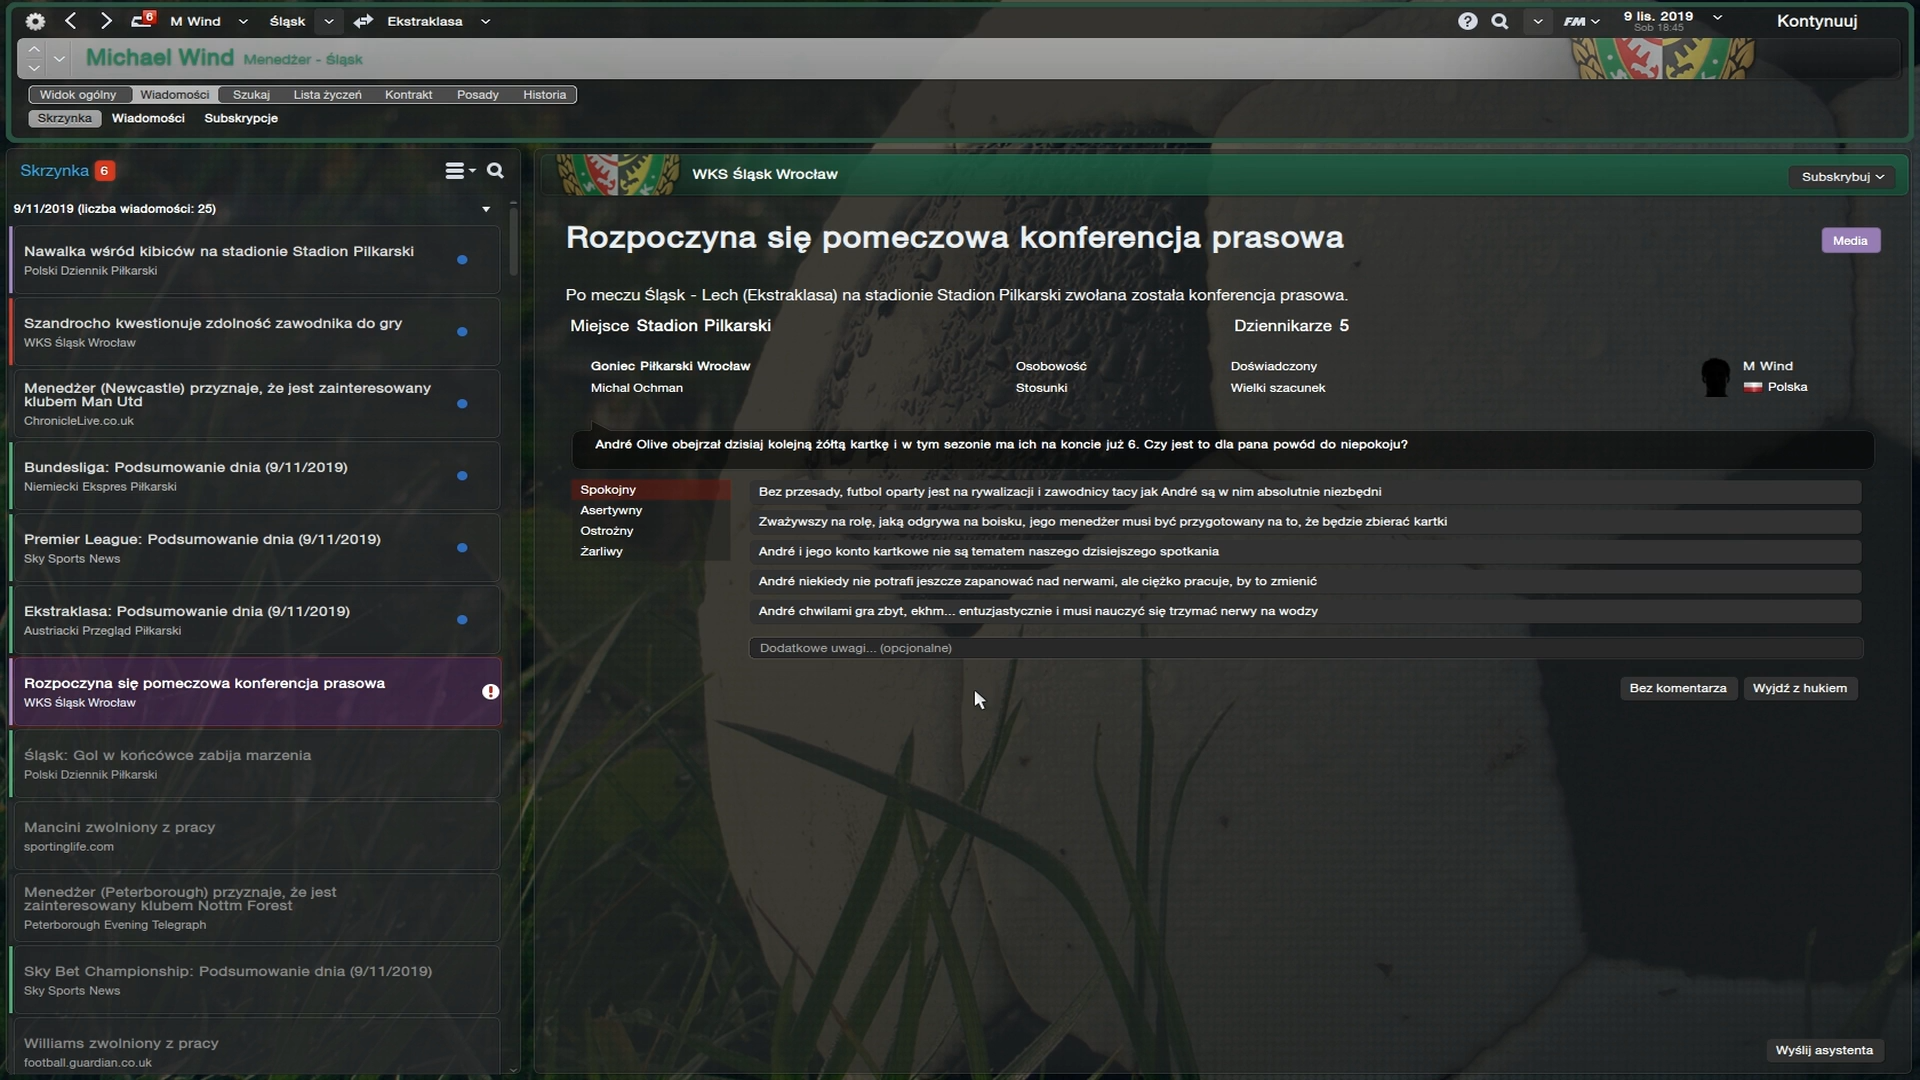 6
M Wind
Śląsk
Ekstraklasa
?
FM
9 lis. 2019
Sob 18:45
Kontynuuj
Michael Wind Menedżer - Śląsk
Widok ogólny
Wiadomości
Szukaj
Lista życzeń
Kontrakt
Posady
Historia
Skrzynka
Wiadomości
Subskrypcje
Skrzynka 6
9/11/2019 (liczba wiadomości: 25)
Nawalka wśród kibiców na stadionie Stadion Pilkarski
Polski Dziennik Piłkarski
Szandrocho kwestionuje zdolność zawodnika do gry
WKS Śląsk Wrocław
Menedżer (Newcastle) przyznaje, że jest zainteresowany
klubem Man Utd
ChronicleLive.co.uk
Bundesliga: Podsumowanie dnia (9/11/2019)
Niemiecki Ekspres Piłkarski
Premier League: Podsumowanie dnia (9/11/2019)
Sky Sports News
Ekstraklasa: Podsumowanie dnia (9/11/2019)
Austriacki Przegląd Piłkarski
Rozpoczyna się pomeczowa konferencja prasowa
WKS Śląsk Wrocław
Śląsk: Gol w końcówce zabija marzenia
Polski Dziennik Piłkarski
Mancini zwolniony z pracy
sportinglife.com
Menedżer (Peterborough) przyznaje, że jest
zainteresowany klubem Nottm Forest
Peterborough Evening Telegraph
Sky Bet Championship: Podsumowanie dnia (9/11/2019)
Sky Sports News
Williams zwolniony z pracy
football.guardian.co.uk
WKS Śląsk Wrocław
Subskrybuj
Rozpoczyna się pomeczowa konferencja prasowa
Media
Po meczu Śląsk - Lech (Ekstraklasa) na stadionie Stadion Pilkarski zwołana została konferencja prasowa.
Miejsce Stadion Pilkarski
Dziennikarze 5
Goniec Piłkarski Wrocław
Osobowość
Doświadczony
M Wind
Michal Ochman
Stosunki
Wielki szacunek
Polska
André Olive obejrzał dzisiaj kolejną żółtą kartkę i w tym sezonie ma ich na koncie już 6. Czy jest to dla pana powód do niepokoju?
Spokojny
Asertywny
Ostrożny
Żarliwy
Bez przesady, futbol oparty jest na rywalizacji i zawodnicy tacy jak André są w nim absolutnie niezbędni
Zważywszy na rolę, jaką odgrywa na boisku, jego menedżer musi być przygotowany na to, że będzie zbierać kartki
André i jego konto kartkowe nie są tematem naszego dzisiejszego spotkania
André niekiedy nie potrafi jeszcze zapanować nad nerwami, ale ciężko pracuje, by to zmienić
André chwilami gra zbyt, ekhm... entuzjastycznie i musi nauczyć się trzymać nerwy na wodzy
Dodatkowe uwagi... (opcjonalne)
Bez komentarza
Wyjdź z hukiem
Wyślij asystenta